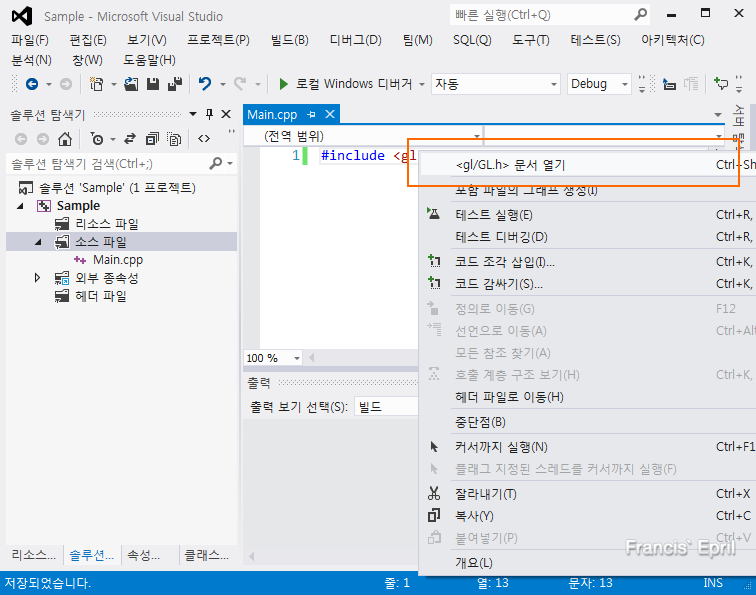 Sample - Microsoft Visual Studio
빠른 실행(Ctrl+Q)
파일(F) 편집(E) 보기(V) 프로젝트(P) 빌드(B) 디버그(D) 팀(M) SQL(Q) 도구(T) 테스트(S) 아키텍처(C)
분석(N) 창(W) 도움말(H)
로컬 Windows 디버거 자동 Debug
솔루션 탐색기
솔루션 탐색기 검색(Ctrl+;)
솔루션 'Sample' (1 프로젝트)
Sample
리소스 파일
소스 파일
Main.cpp
외부 종속성
헤더 파일
리소스... 솔루션... 속성... 클래스...
Main.cpp
(전역 범위)
1 #include <gl
100 %
출력
출력 보기 선택(S): 빌드
<gl/GL.h> 문서 열기 Ctrl+Sh
포함 파일의 그래프 생성(I)
테스트 실행(E) Ctrl+R,
테스트 디버깅(D) Ctrl+R,
코드 조각 삽입(I)... Ctrl+K,
코드 감싸기(S)... Ctrl+K,
정의로 이동(G) F12
선언으로 이동(A) Ctrl+Alt
모든 참조 찾기(A)
호출 계층 구조 보기(H) Ctrl+K,
헤더 파일로 이동(H)
중단점(B)
커서까지 실행(N) Ctrl+F1
플래그 지정된 스레드를 커서까지 실행(F)
잘라내기(T) Ctrl+X
복사(Y) Ctrl+C
붙여넣기(P) Ctrl+V
개요(L)
Francis` Epril
저장되었습니다. 줄: 1 열: 13 문자: 13 INS